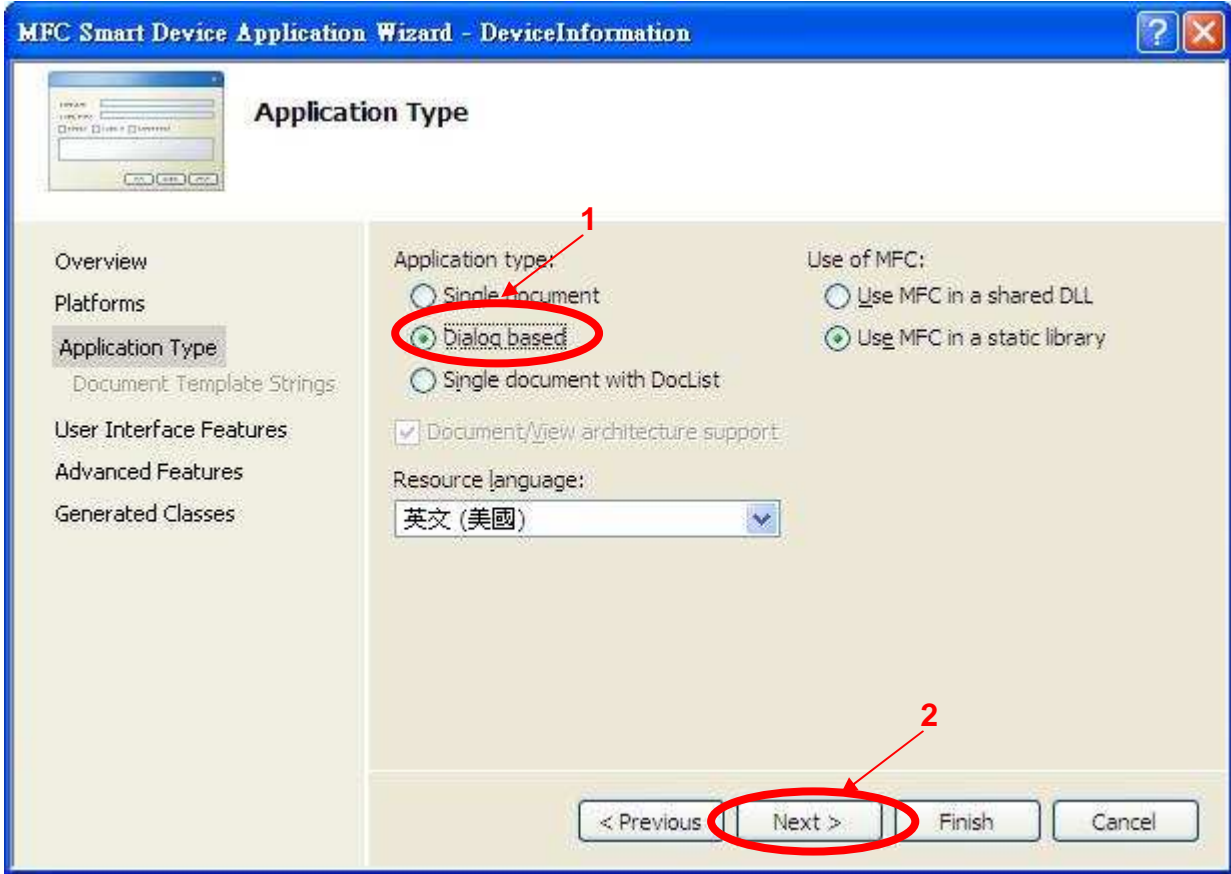 MFC Smart Device Application Wizard - DeviceInformation
Application Type
1
Overview
Platforms
Application Type
Document Template Strings
User Interface Features
Advanced Features
Generated Classes
Application type:
Single document
Dialog based
Single document with DocList
Document/View architecture support
Resource language:
英文 (美國)
Use of MFC:
Use MFC in a shared DLL
Use MFC in a static library
2
< Previous
Next >
Finish
Cancel